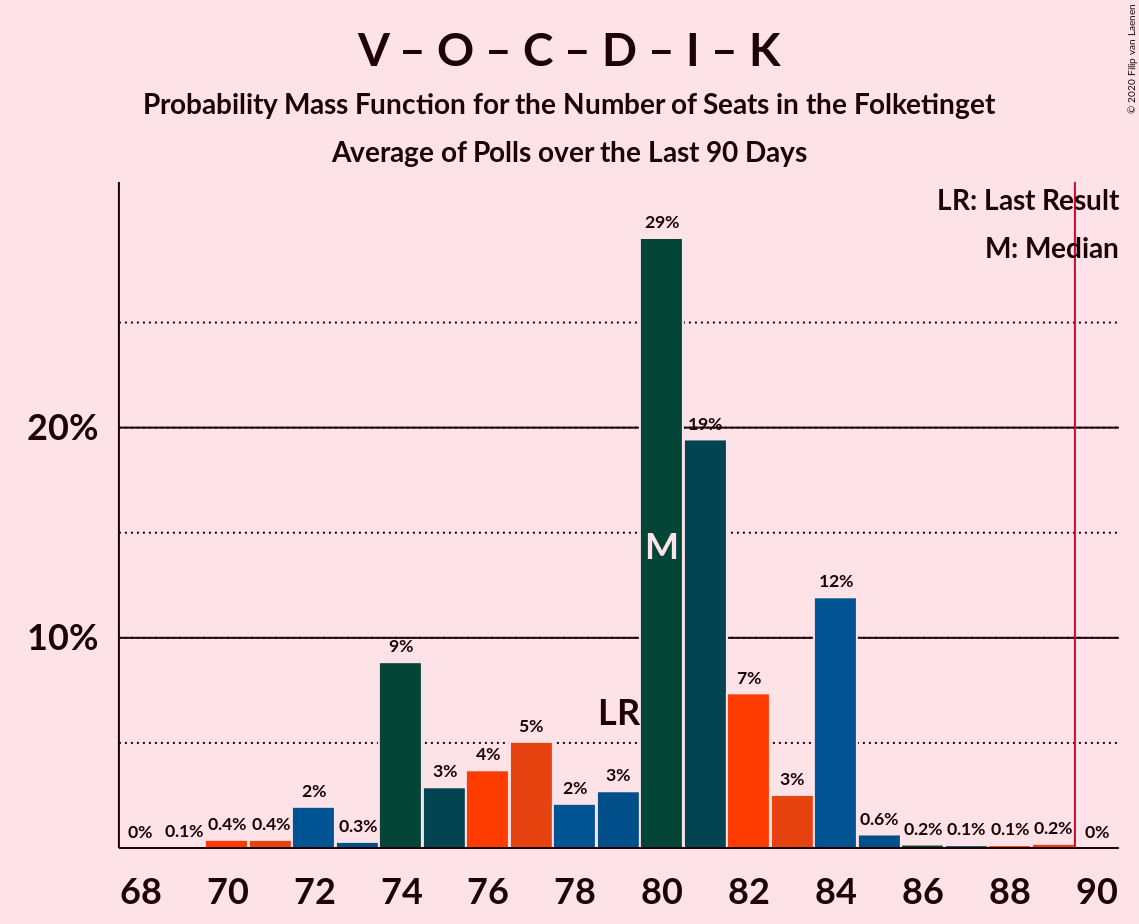 V – O – C – D – I – K
Probability Mass Function for the Number of Seats in the Folketinget
Average of Polls over the Last 90 Days
© 2020 Filip van Laenen
LR: Last Result
M: Median
20%
10%
0%
0.1%
0.4%
0.4%
2%
0.3%
9%
3%
4%
5%
2%
3%
LR
29%
M
19%
7%
3%
12%
0.6%
0.2%
0.1%
0.1%
0.2%
0%
68 70 72 74 76 78 80 82 84 86 88 90